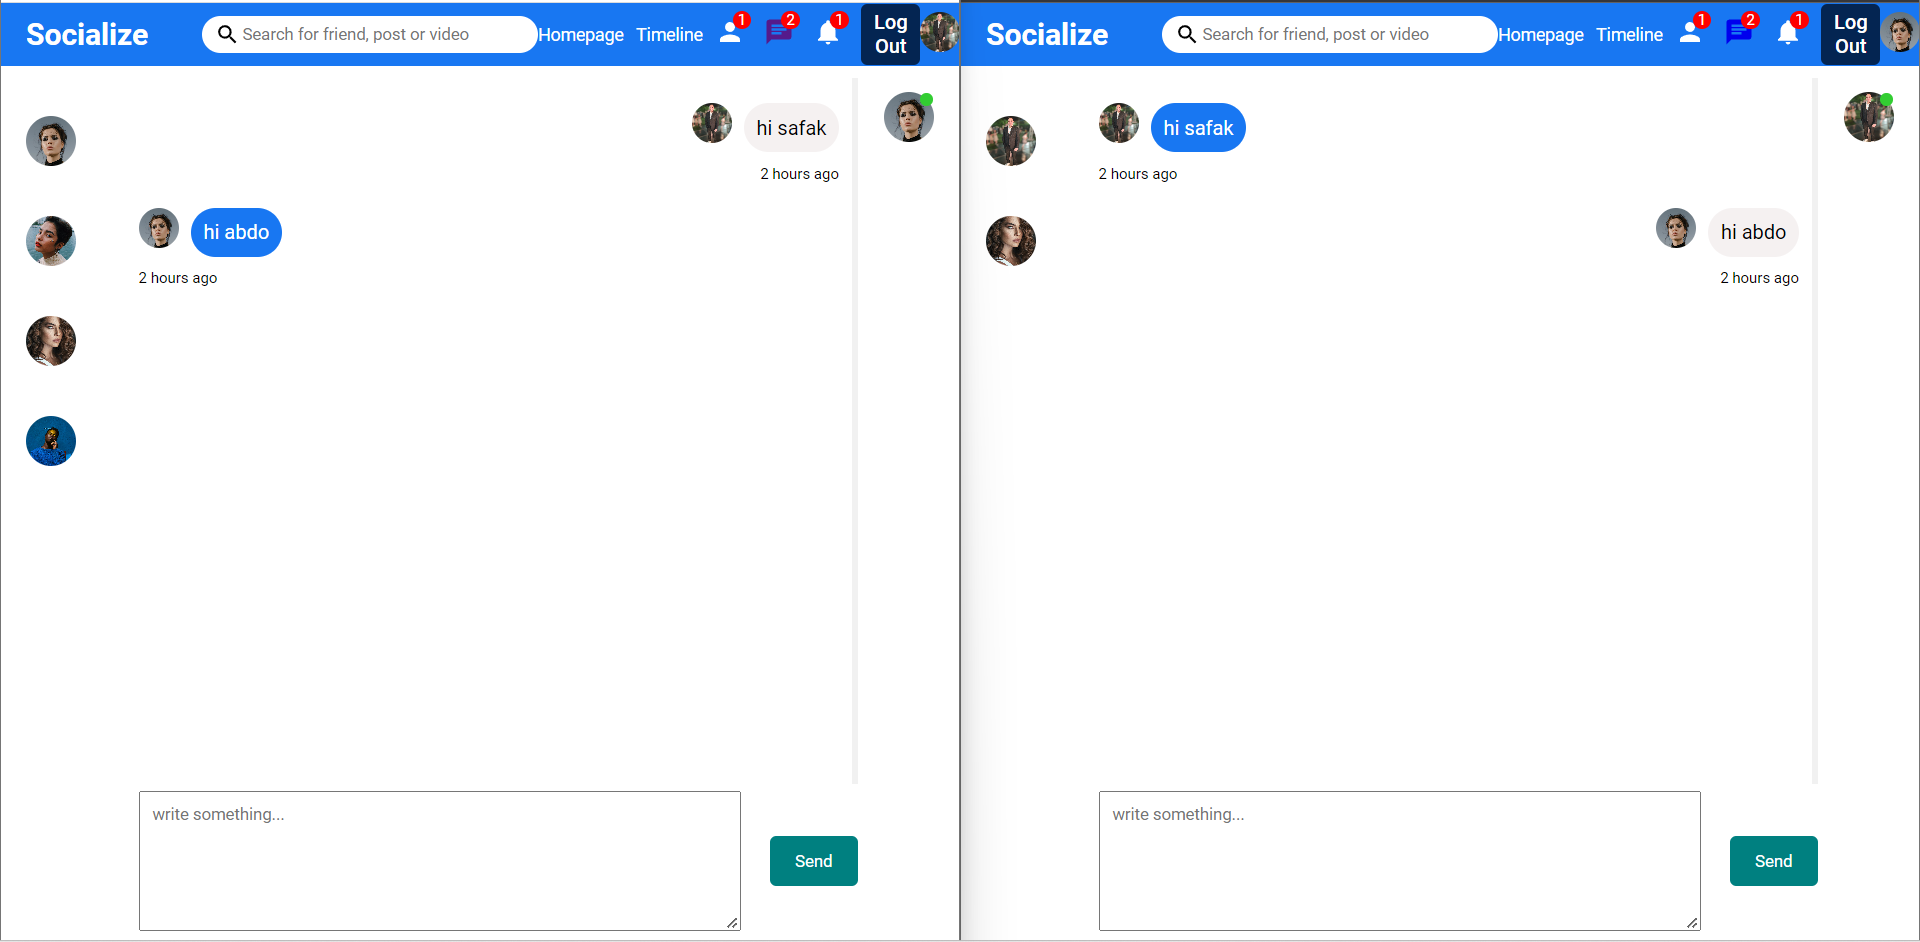 Socialize
Search for friend, post or video
Homepage
Timeline
1
2
1
Log
Out
hi safak
2 hours ago
hi abdo
2 hours ago
write something...
Send
Socialize
Search for friend, post or video
Homepage
Timeline
1
2
1
Log
Out
hi safak
2 hours ago
hi abdo
2 hours ago
write something...
Send